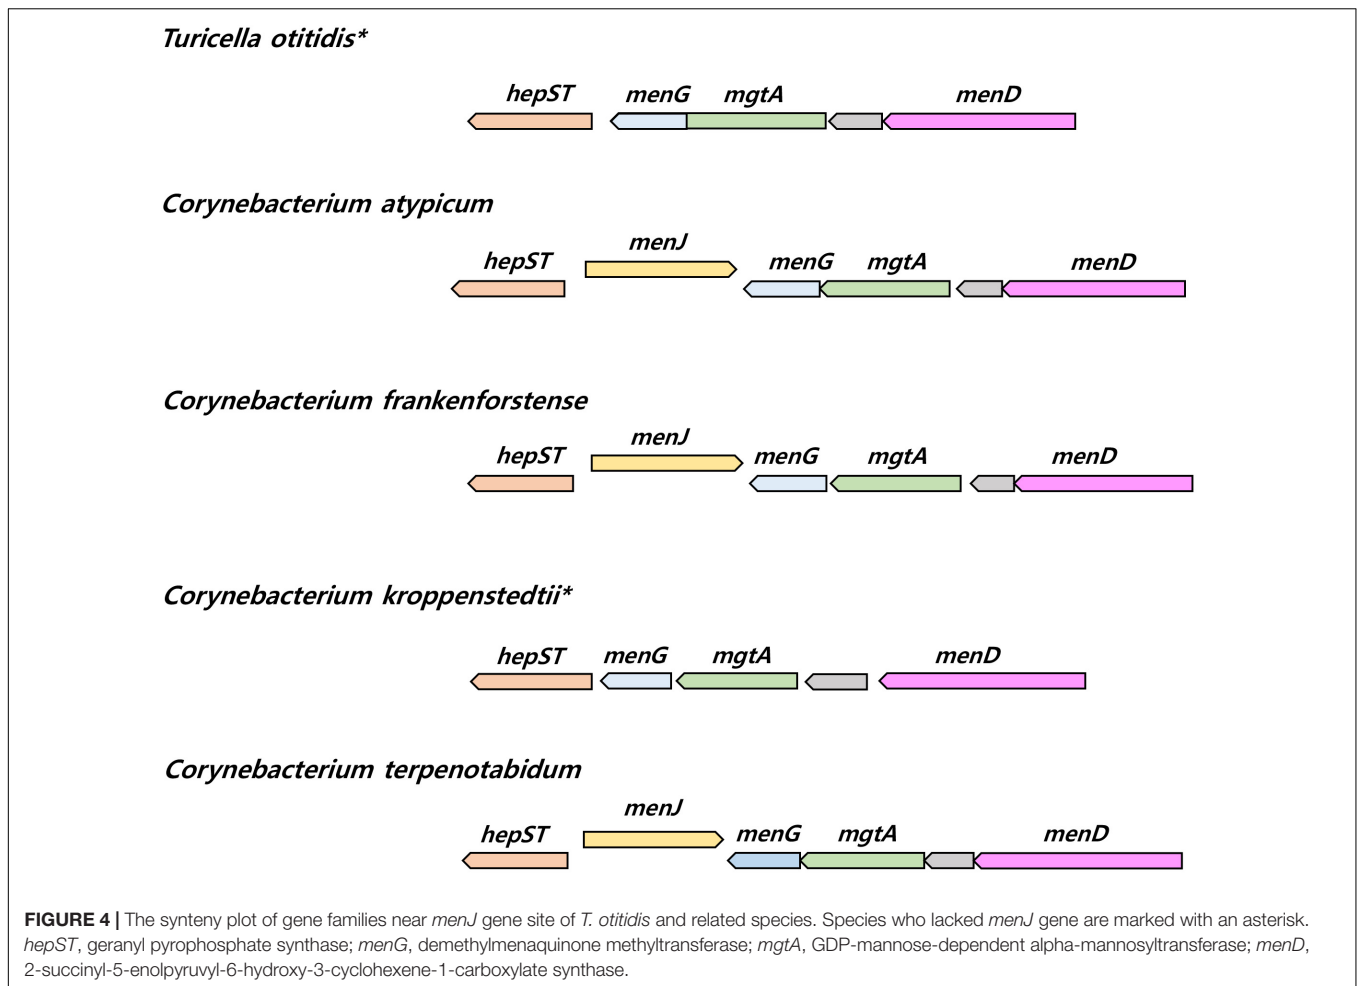 Turicella otitidis*
hepST menG mgtA menD
Corynebacterium atypicum
menJ
hepST menG mgtA menD
Corynebacterium frankenforstense
menJ
hepST menG mgtA menD
Corynebacterium kroppenstedtii*
hepST menG mgtA menD
Corynebacterium terpenotabidum
menJ
hepST menG mgtA menD
FIGURE 4 | The synteny plot of gene families near menJ gene site of T. otitidis and related species. Species who lacked menJ gene are marked with an asterisk.
hepST, geranyl pyrophosphate synthase; menG, demethylmenaquinone methyltransferase; mgtA, GDP-mannose-dependent alpha-mannosyltransferase; menD,
2-succinyl-5-enolpyruvyl-6-hydroxy-3-cyclohexene-1-carboxylate synthase.